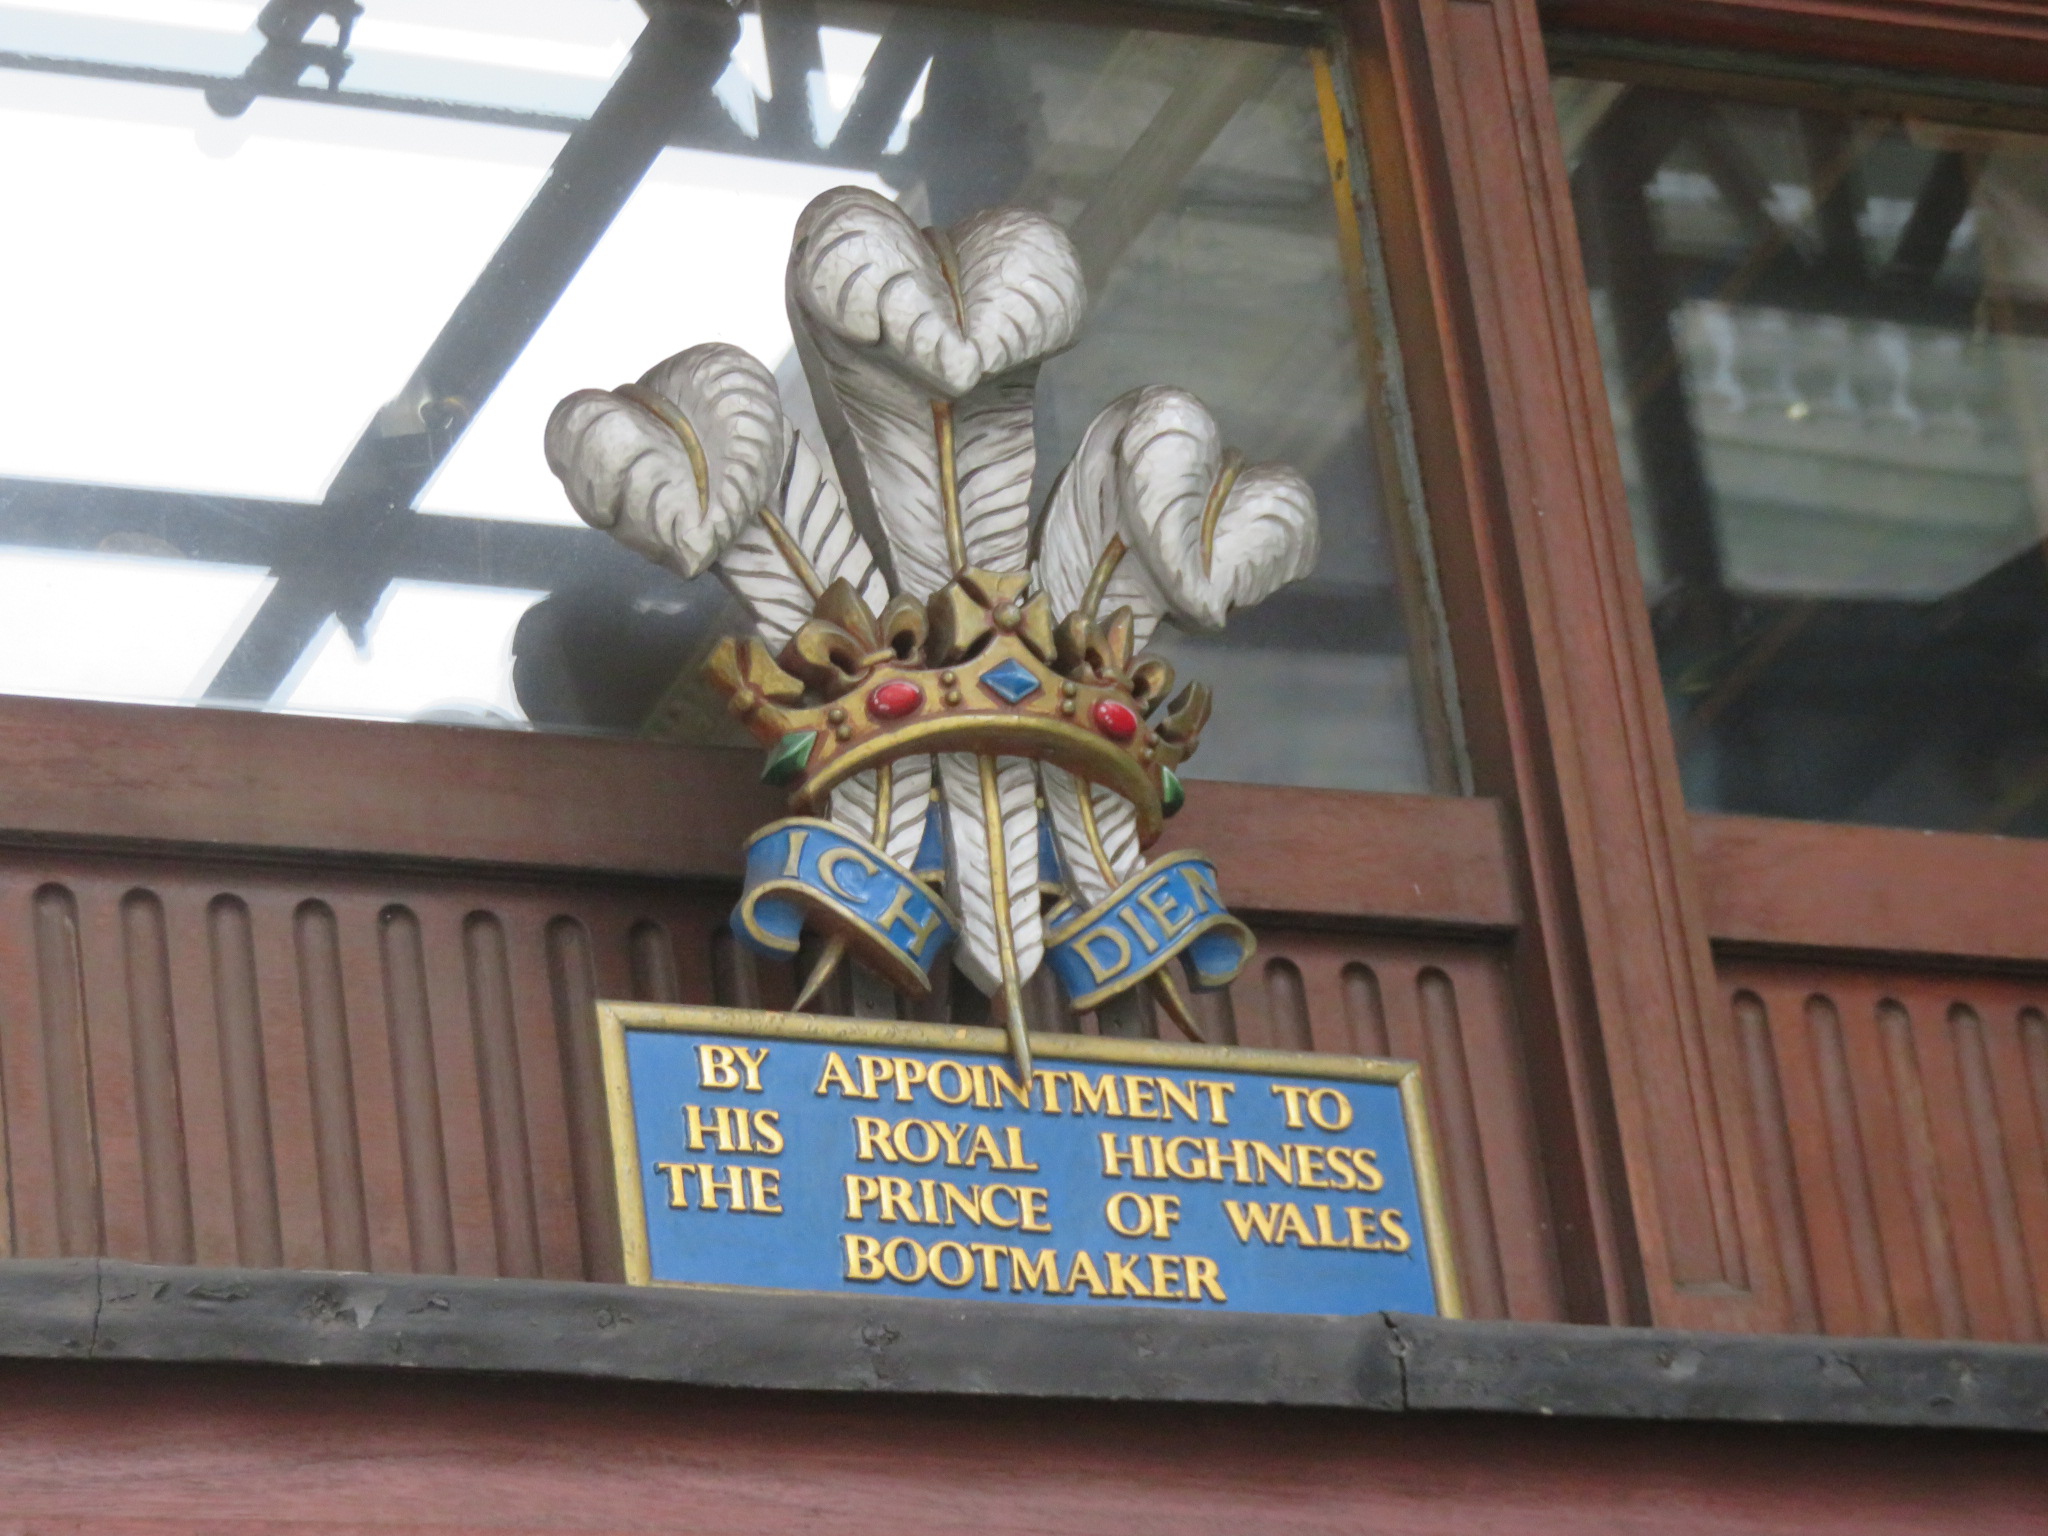 ICH DIEN
BY APPOINTMENT TO
HIS ROYAL HIGHNESS
THE PRINCE OF WALES
BOOTMAKER